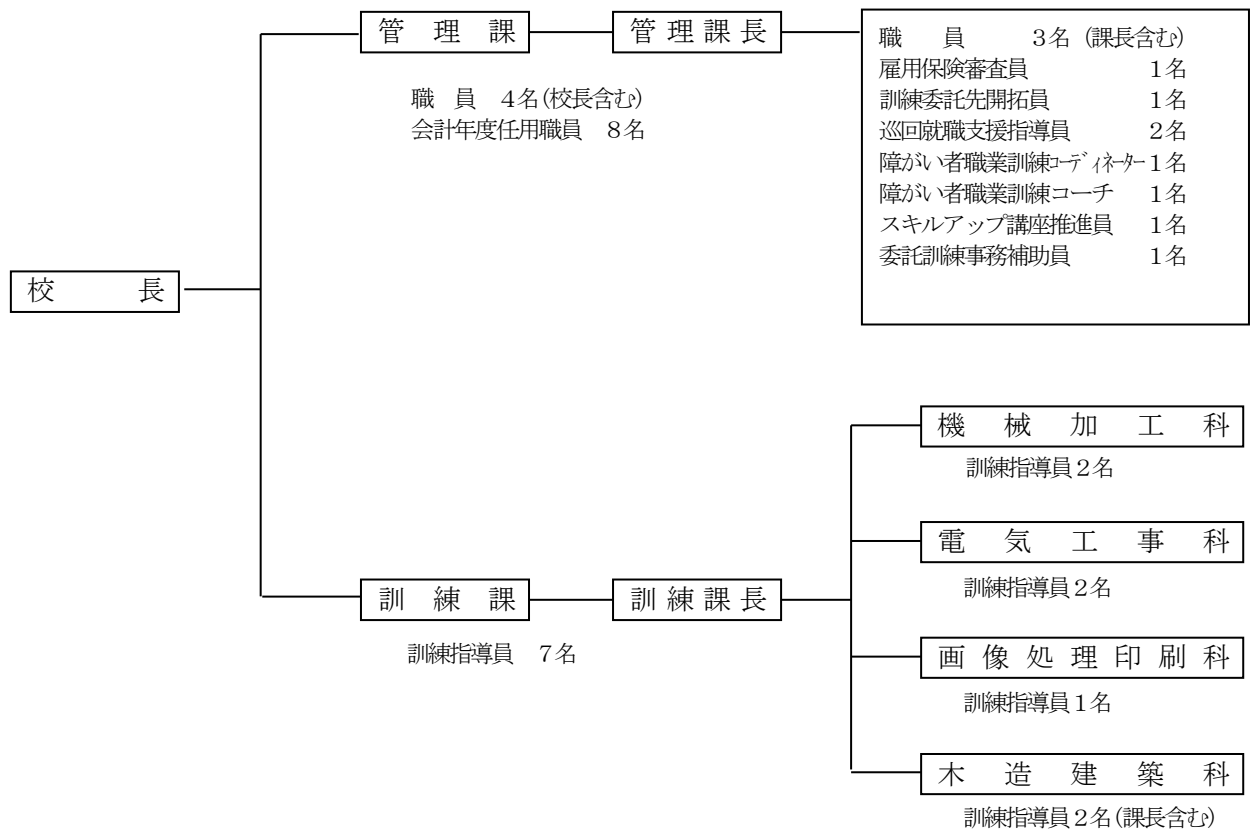 管理課
管理課長
職　員　3名（課長含む）
雇用保険審査員　1名
訓練委託先開拓員　1名
巡回就職支援指導員　2名
障がい者職業訓練ｺｰﾃﾞｨﾈｰﾀｰ1名
障がい者職業訓練コーチ　1名
スキルアップ講座推進員　1名
委託訓練事務補助員　1名
職　員　4名（校長含む）
会計年度任用職員　8名
校　長
訓練課
訓練課長
訓練指導員　7名
機械加工科
訓練指導員2名
電気工事科
訓練指導員2名
画像処理印刷科
訓練指導員1名
木造建築科
訓練指導員2名（課長含む）